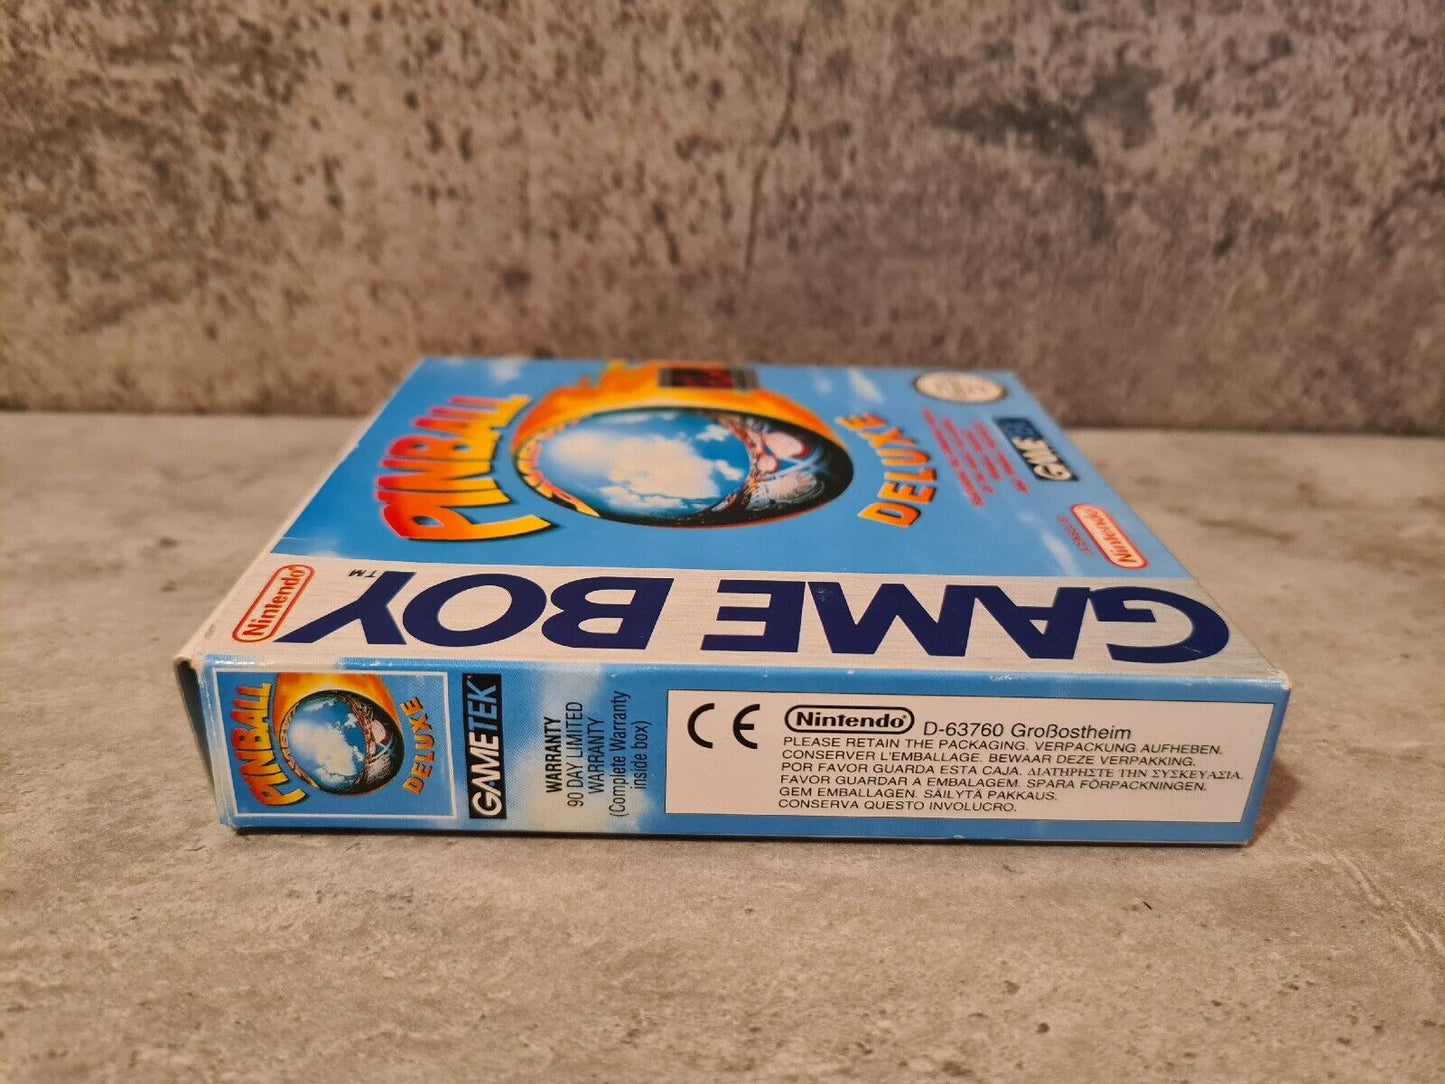 PINBALL
DELUXE
GAME BOY
Nintendo
Nintendo
GAME BOY™
Nintendo
PINBALL
DELUXE
GAMETEK
WARRANTY
90 DAY LIMITED
WARRANTY
(Complete Warranty
inside box)
CE
Nintendo D-63760 Großostheim
PLEASE RETAIN THE PACKAGING. VERPACKUNG AUFHEBEN.
CONSERVER L'EMBALLAGE. BEWAAR DEZE VERPAKKING.
POR FAVOR GUARDA ESTA CAJA. ΔΙΑΤΗΡΗΣΤΕ ΤΗΝ ΣΥΣΚΕΥΑΣΙΑ.
FAVOR GUARDAR A EMBALAGEM. SPARA FÖRPACKNINGEN.
GEM EMBALLAGEN. SÄILYTÄ PAKKAUS.
CONSERVA QUESTO INVOLUCRO.